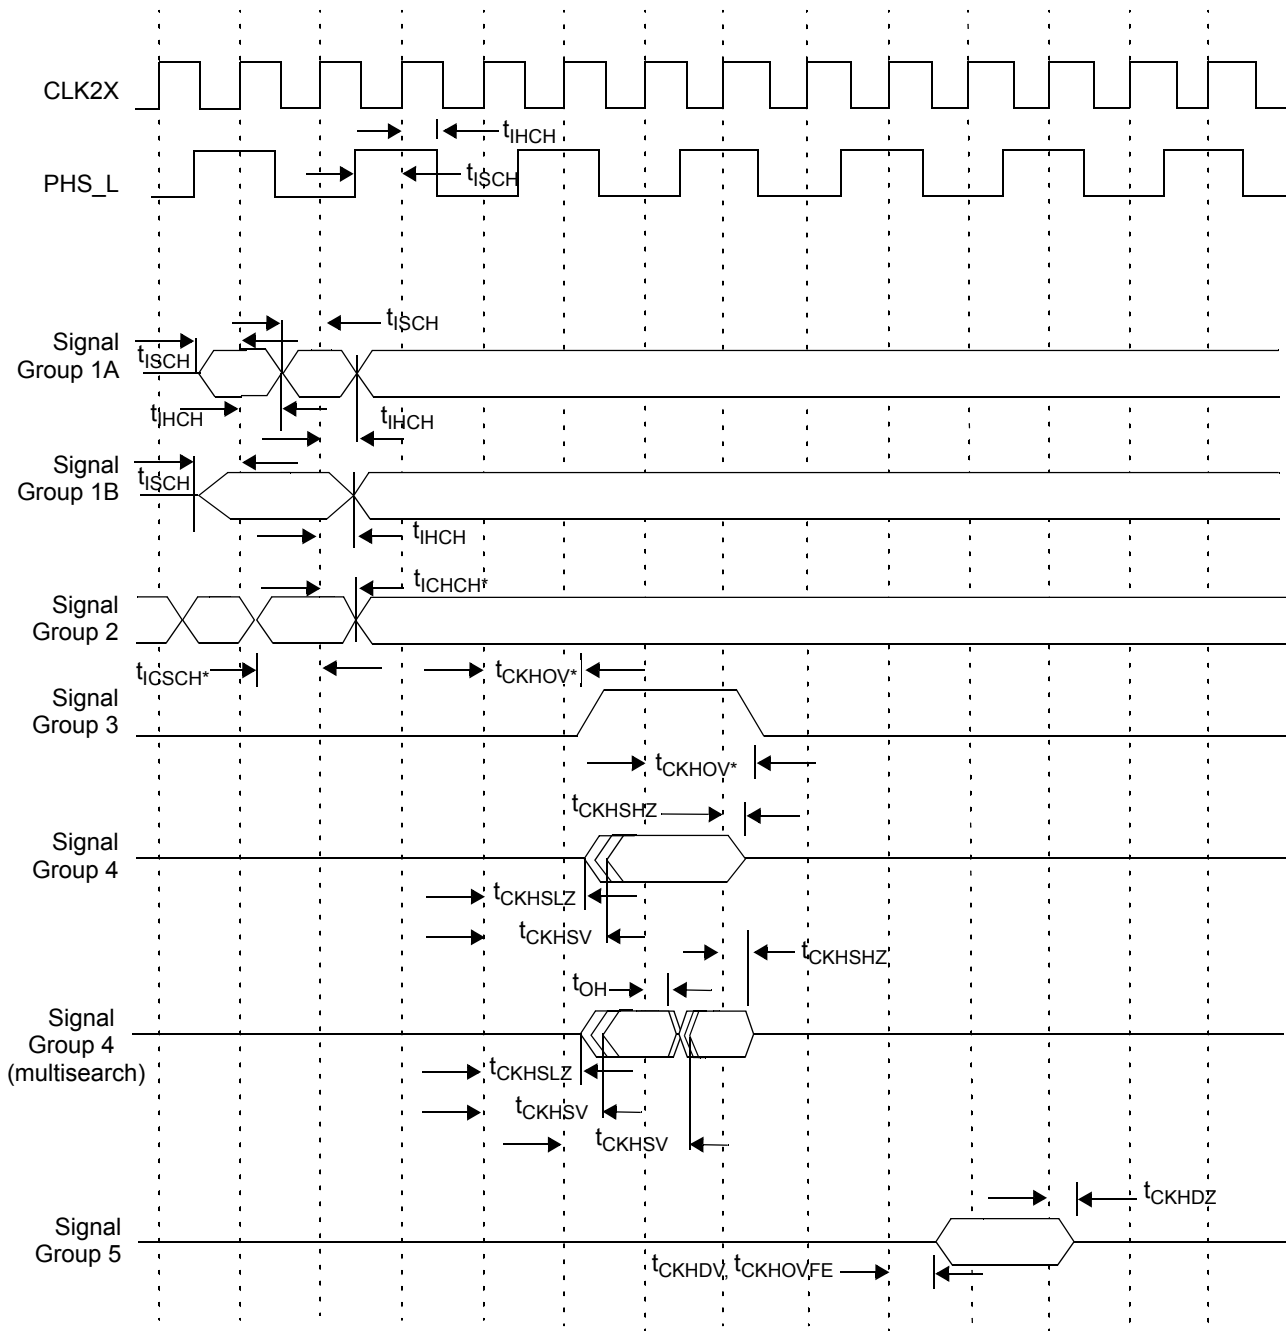 CLK2X
tIHCH
PHS_L
tISCH
tISCH
Signal
Group 1A
tISCH
tIHCH
tIHCH
Signal
Group 1B
tISCH
tIHCH
tICHCH*
Signal
Group 2
tICSCH*
tCKHOV*
Signal
Group 3
tCKHOV*
tCKHSHZ
Signal
Group 4
tCKHSLZ
tCKHSV
tCKHSHZ
tOH
Signal
Group 4
(multisearch)
tCKHSLZ
tCKHSV
tCKHSV
tCKHDZ
Signal
Group 5
tCKHDV, tCKHOVFE